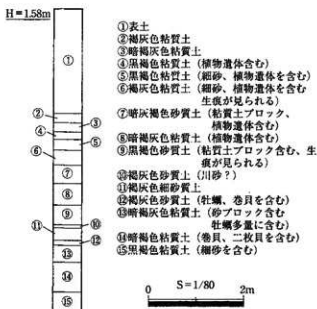 H=1.58m
①表土
②褐灰色粘質土
③暗褐灰色粘質土
④黒褐色粘質土(植物遺体含む)
⑤黒褐色粘質土(細砂、植物遺体を含む)
⑥褐灰色砂質土(細砂、植物遺体を含む
生痕が見られる)
⑦暗灰褐色砂質土(粘質土ブロック、
植物遺体含む)
⑧暗褐灰色粘質土(植物遺体含む)
⑨黒褐色砂質土(粘質土ブロック含む、生
痕が見られる)
⑩褐灰色砂質土(川砂?)
⑪褐灰色細砂質土
⑫褐灰色砂質土(牡蠣、巻貝を含む)
⑬暗褐灰色粘質土(砂ブロック含む
牡蠣多量に含む)
⑭暗褐色粘質土(巻貝、二枚貝を含む)
⑮黒褐色粘質土(細砂を含む)
①
②
③
④
⑤
⑥
⑦
⑧
⑨
⑩
⑪
⑫
⑬
⑭
⑮
S=1/80
0 2m